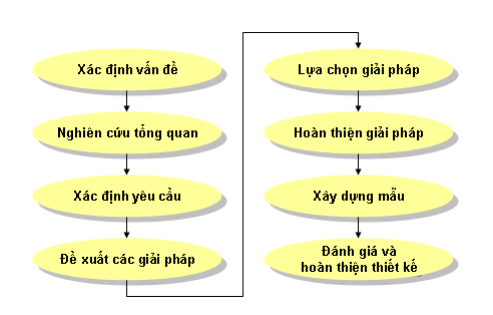 Xác định vấn đề
Nghiên cứu tổng quan
Xác định yêu cầu
Đề xuất các giải pháp
Lựa chọn giải pháp
Hoàn thiện giải pháp
Xây dựng mẫu
Đánh giá và
hoàn thiện thiết kế